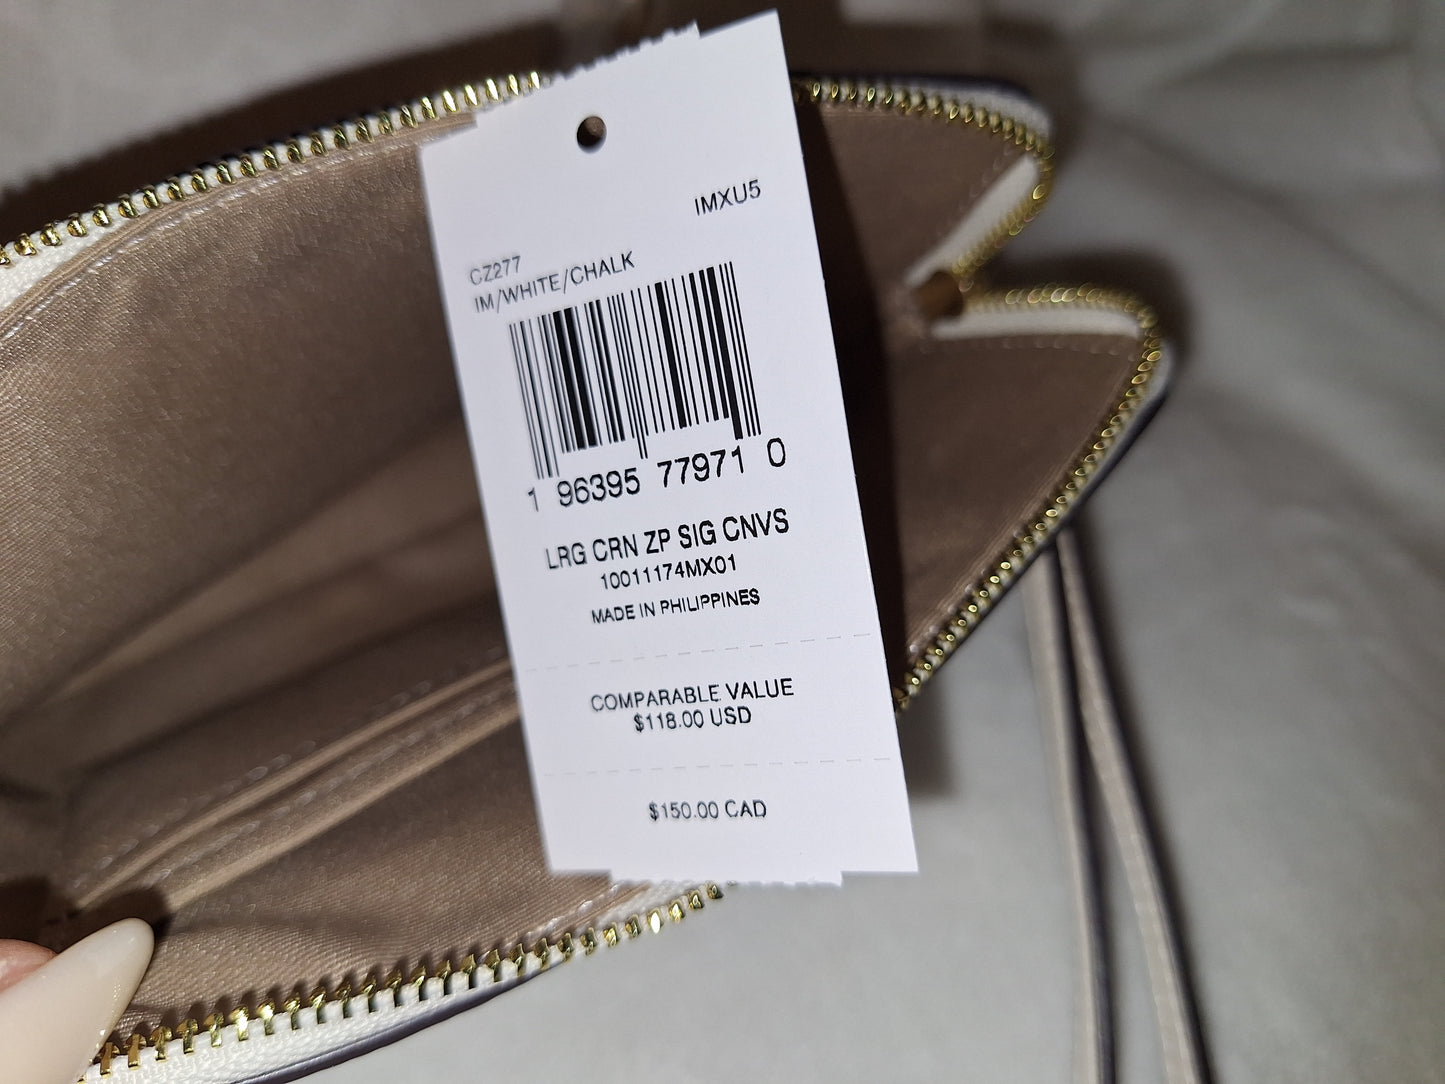 IMXU5
CZ277
IM/WHITE/CHALK
1 96395 77971 0
LRG CRN ZP SIG CNVS
10011174MX01
MADE IN PHILIPPINES
COMPARABLE VALUE
$118.00 USD
$150.00 CAD